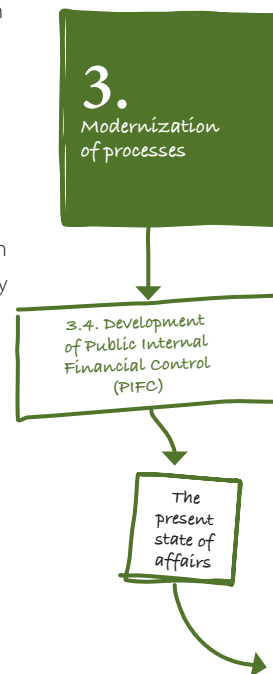 3.
Modernization
of processes
3.4. Development
of Public Internal
Financial Control
(PIFC)
The
present
state of
affairs